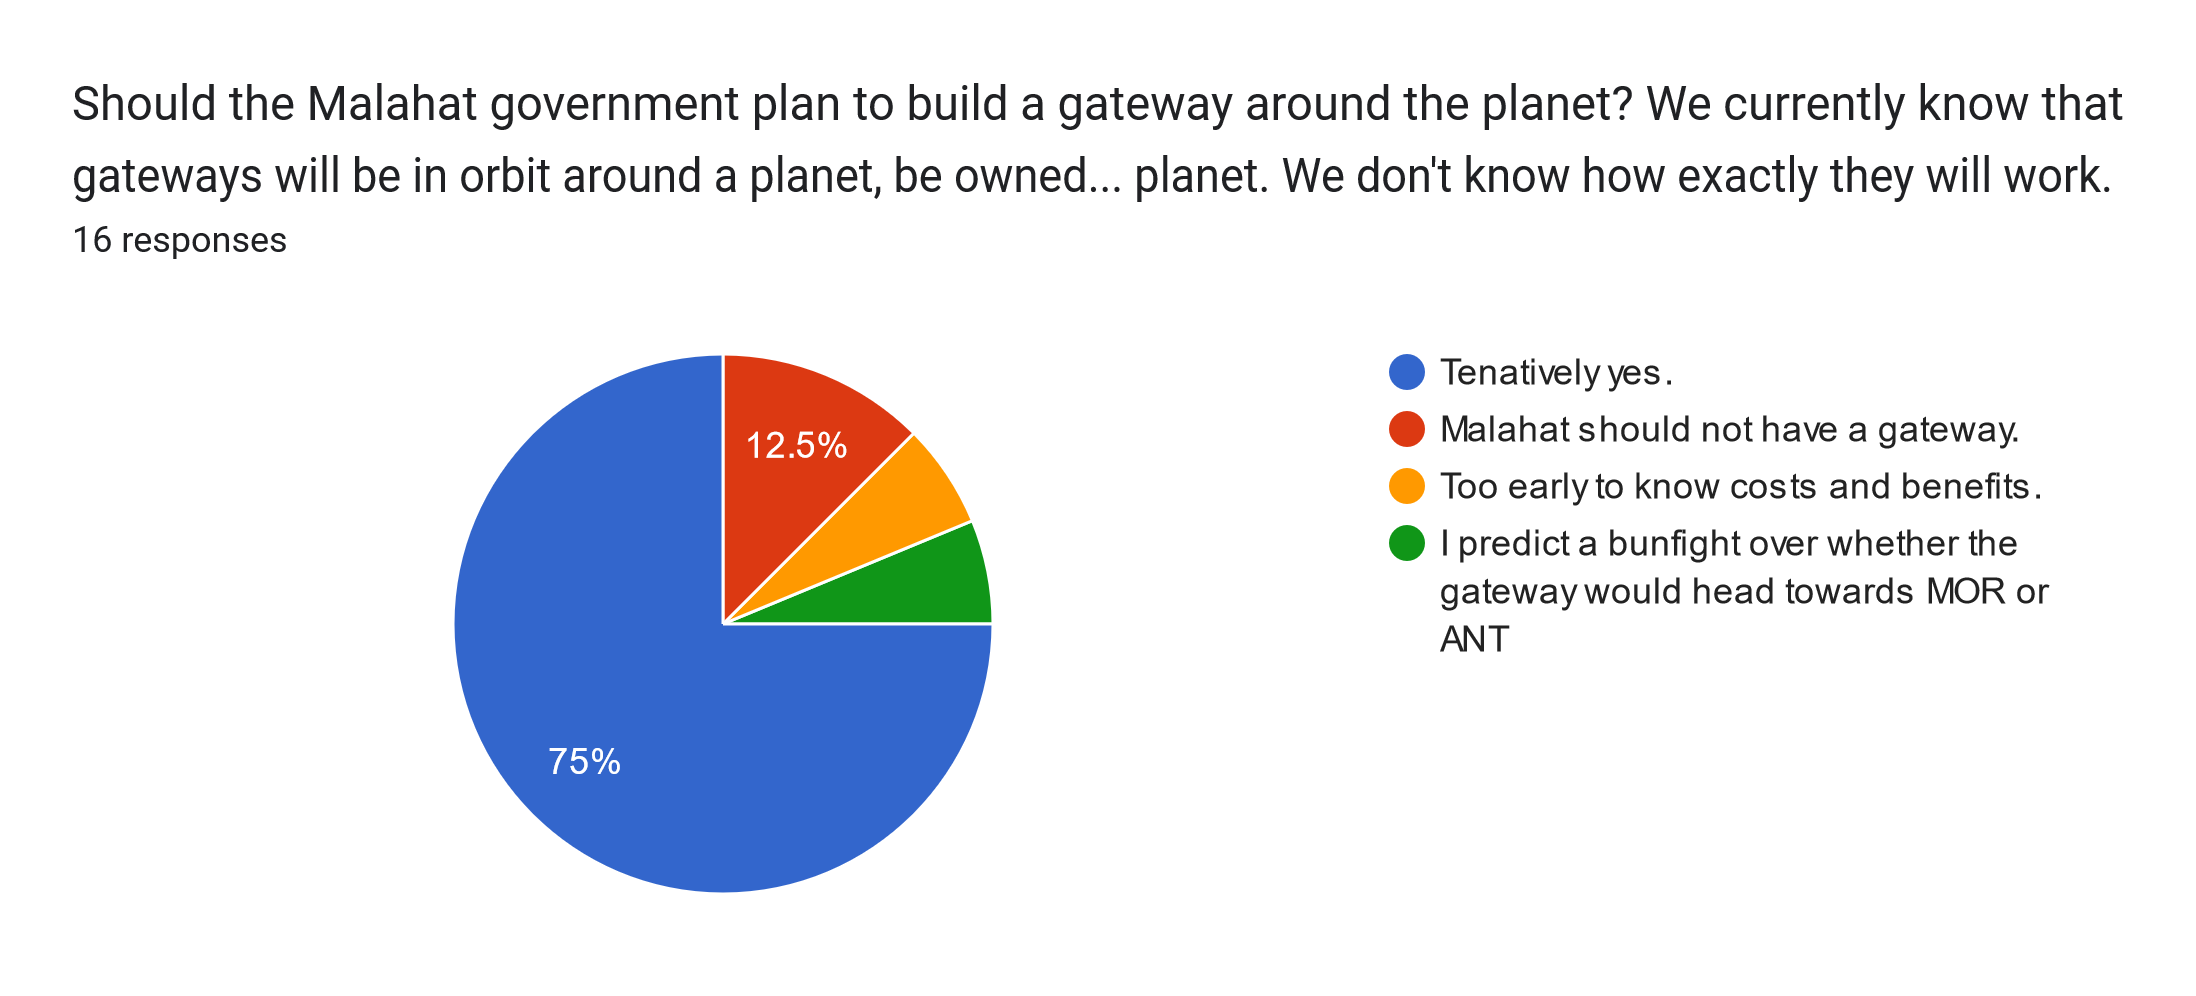 Should the Malahat government plan to build a gateway around the planet? We currently know that
gateways will be in orbit around a planet, be owned... planet. We don't know how exactly they will work.
16 responses
12.5%
75%
Tenatively yes.
Malahat should not have a gateway.
Too early to know costs and benefits.
I predict a bunfight over whether the
gateway would head towards MOR or
ANT